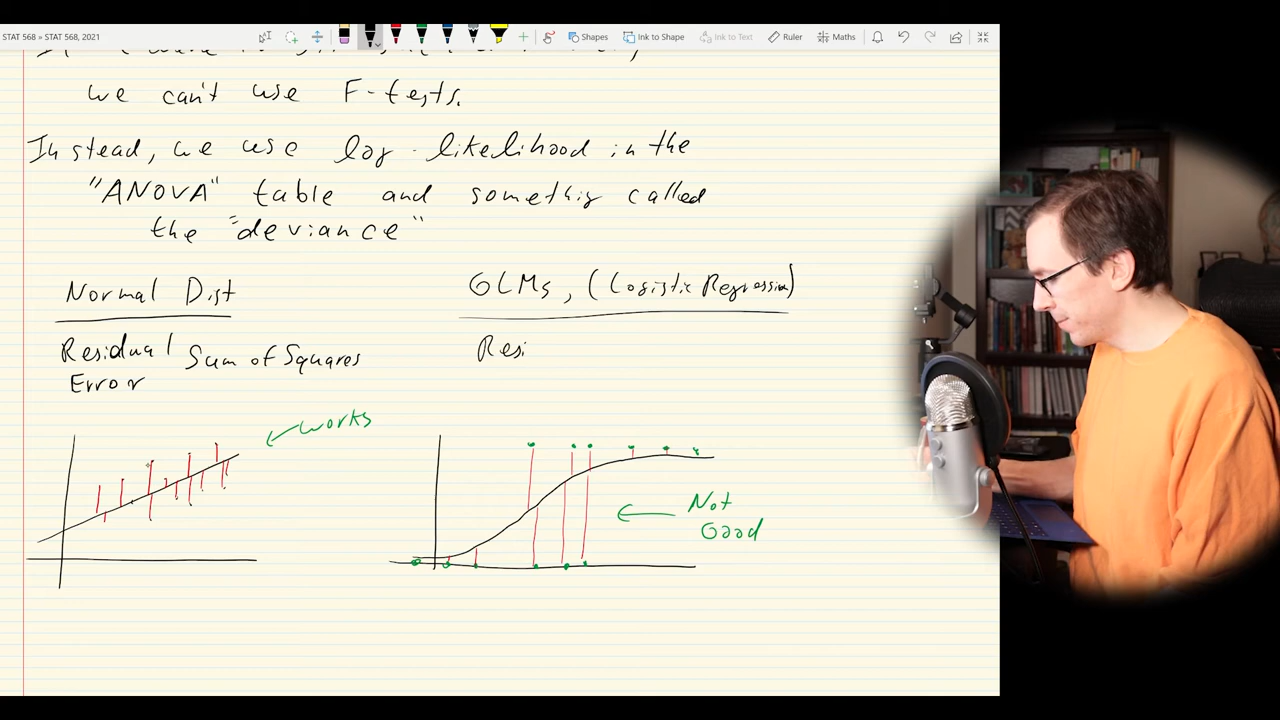 STAT 568 » STAT 568, 2021
Shapes
Ink to Shape
Ink to Text
Ruler
Maths
we can't use F-tests.
Instead, we use log-likelihood in the
"ANOVA" table and something called
the "deviance"
Normal Dist
GLMs, (Logistic Regression)
Residual Sum of Squares
Error
Resi
works
Not
Good